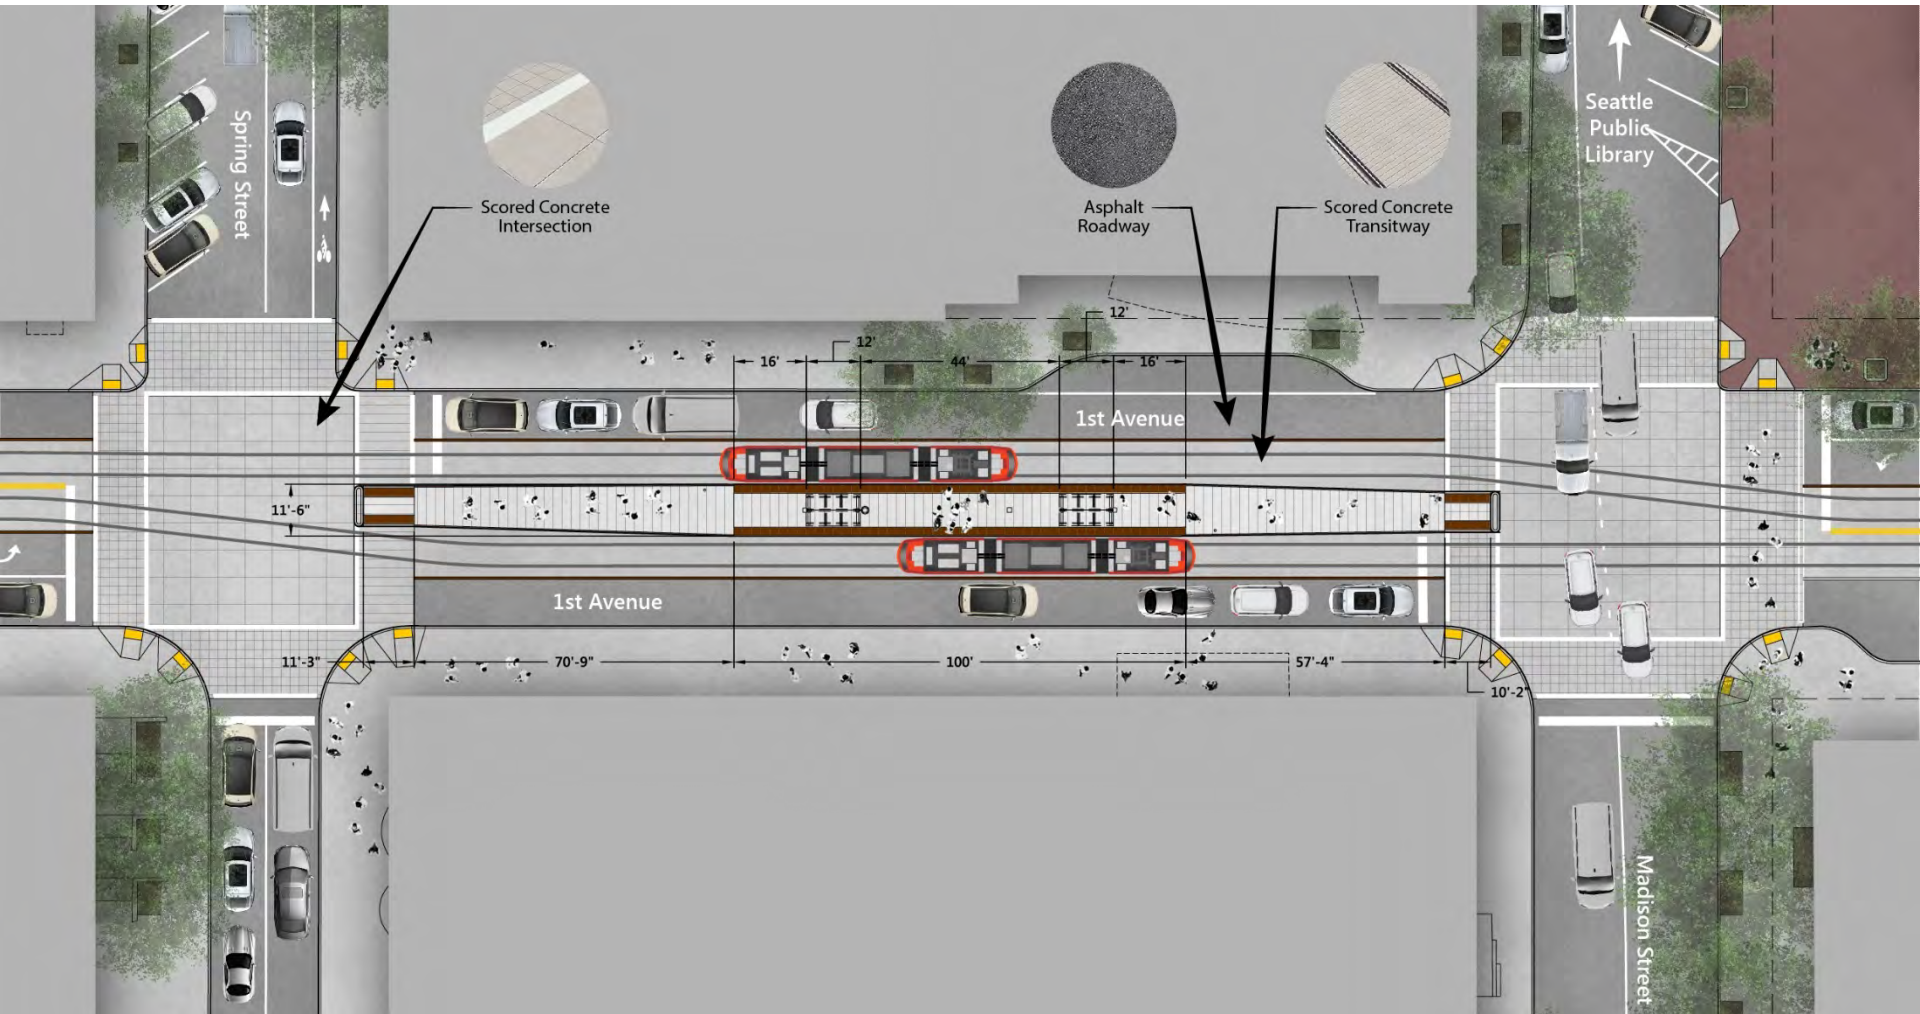 Spring Street
Scored Concrete
Intersection
Asphalt
Roadway
Scored Concrete
Transitway
Seattle
Public
Library
12'
12'
16'
44'
16'
1st Avenue
11'-6"
1st Avenue
11'-3"
70'-9"
100'
57'-4"
10'-2"
Madison Street